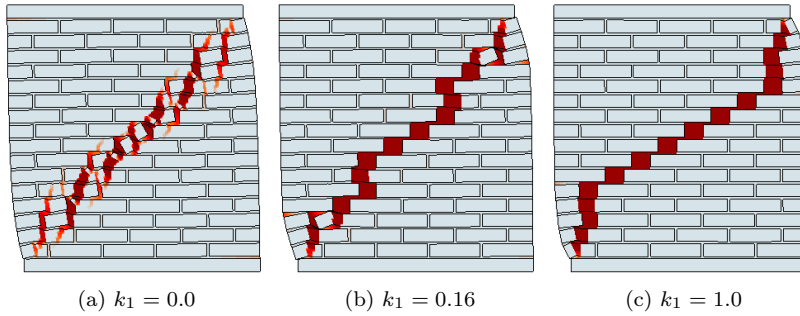 (a) k₁ = 0.0
(b) k₁ = 0.16
(c) k₁ = 1.0